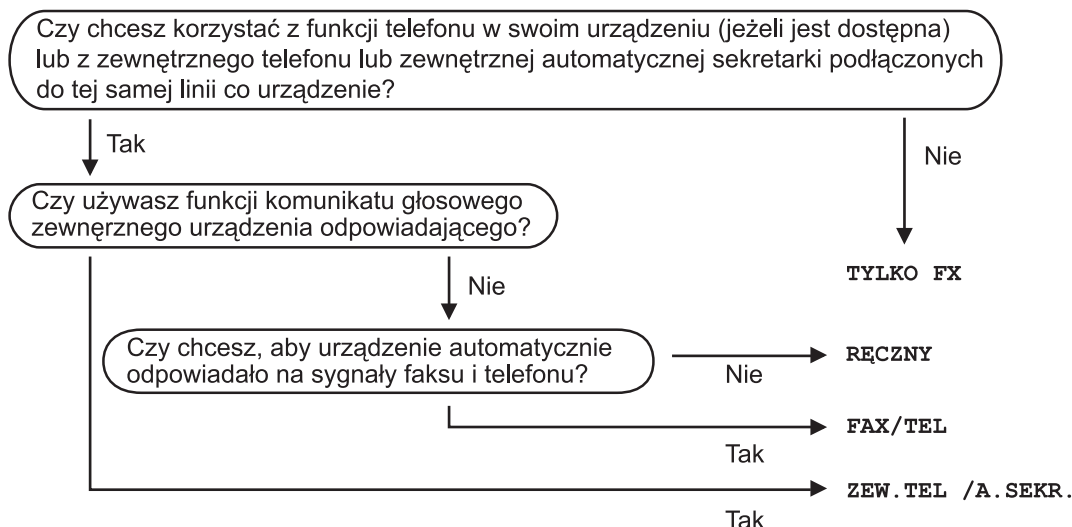 Czy chcesz korzystać z funkcji telefonu w swoim urządzeniu (jeżeli jest dostępna)
lub z zewnętrznego telefonu lub zewnętrznej automatycznej sekretarki podłączonych
do tej samej linii co urządzenie?
Tak
Nie
Czy używasz funkcji komunikatu głosowego
zewnęrznego urządzenia odpowiadającego?
TYLKO FX
Nie
Czy chcesz, aby urządzenie automatycznie
odpowiadało na sygnały faksu i telefonu?
Nie
RĘCZNY
FAX/TEL
Tak
ZEW.TEL /A.SEKR.
Tak